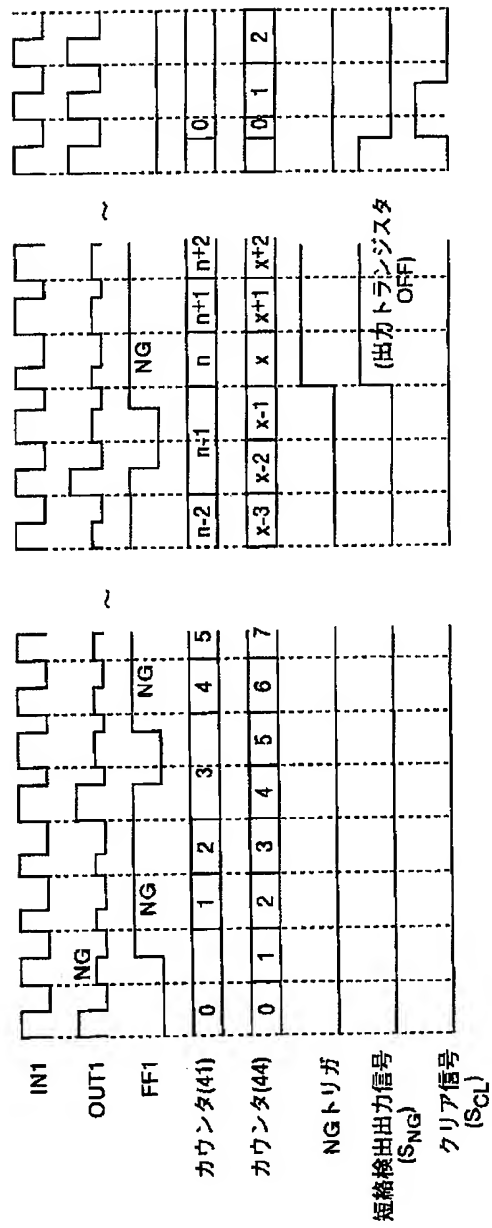 IN1
OUT1
NG
~
FF1
NG
NG
NG
カウンタ(41)
0
1
2
3
4
5
n-2
n-1
n
n+1
n+2
0
カウンタ(44)
0
1
2
3
4
5
6
7
x-3
x-2
x-1
x
x+1
x+2
0
1
2
NGトリガ
短絡検出出力信号
(SNG)
(出力トランジスタ
OFF)
クリア信号
(SCL)
~